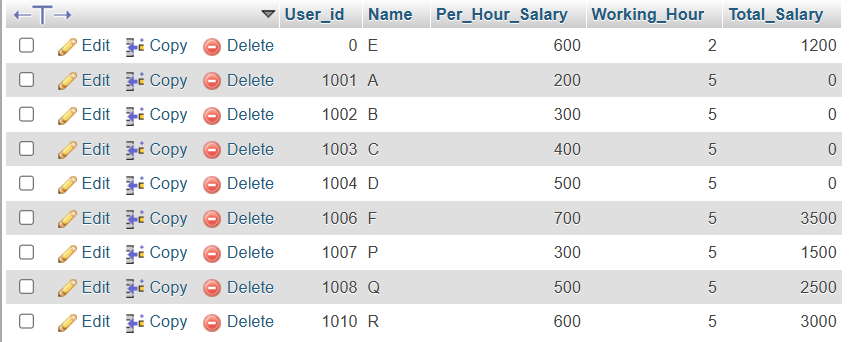 User_id Name Per_Hour_Salary Working_Hour Total_Salary
Edit Copy Delete 0 E 600 2 1200
Edit Copy Delete 1001 A 200 5 0
Edit Copy Delete 1002 B 300 5 0
Edit Copy Delete 1003 C 400 5 0
Edit Copy Delete 1004 D 500 5 0
Edit Copy Delete 1006 F 700 5 3500
Edit Copy Delete 1007 P 300 5 1500
Edit Copy Delete 1008 Q 500 5 2500
Edit Copy Delete 1010 R 600 5 3000